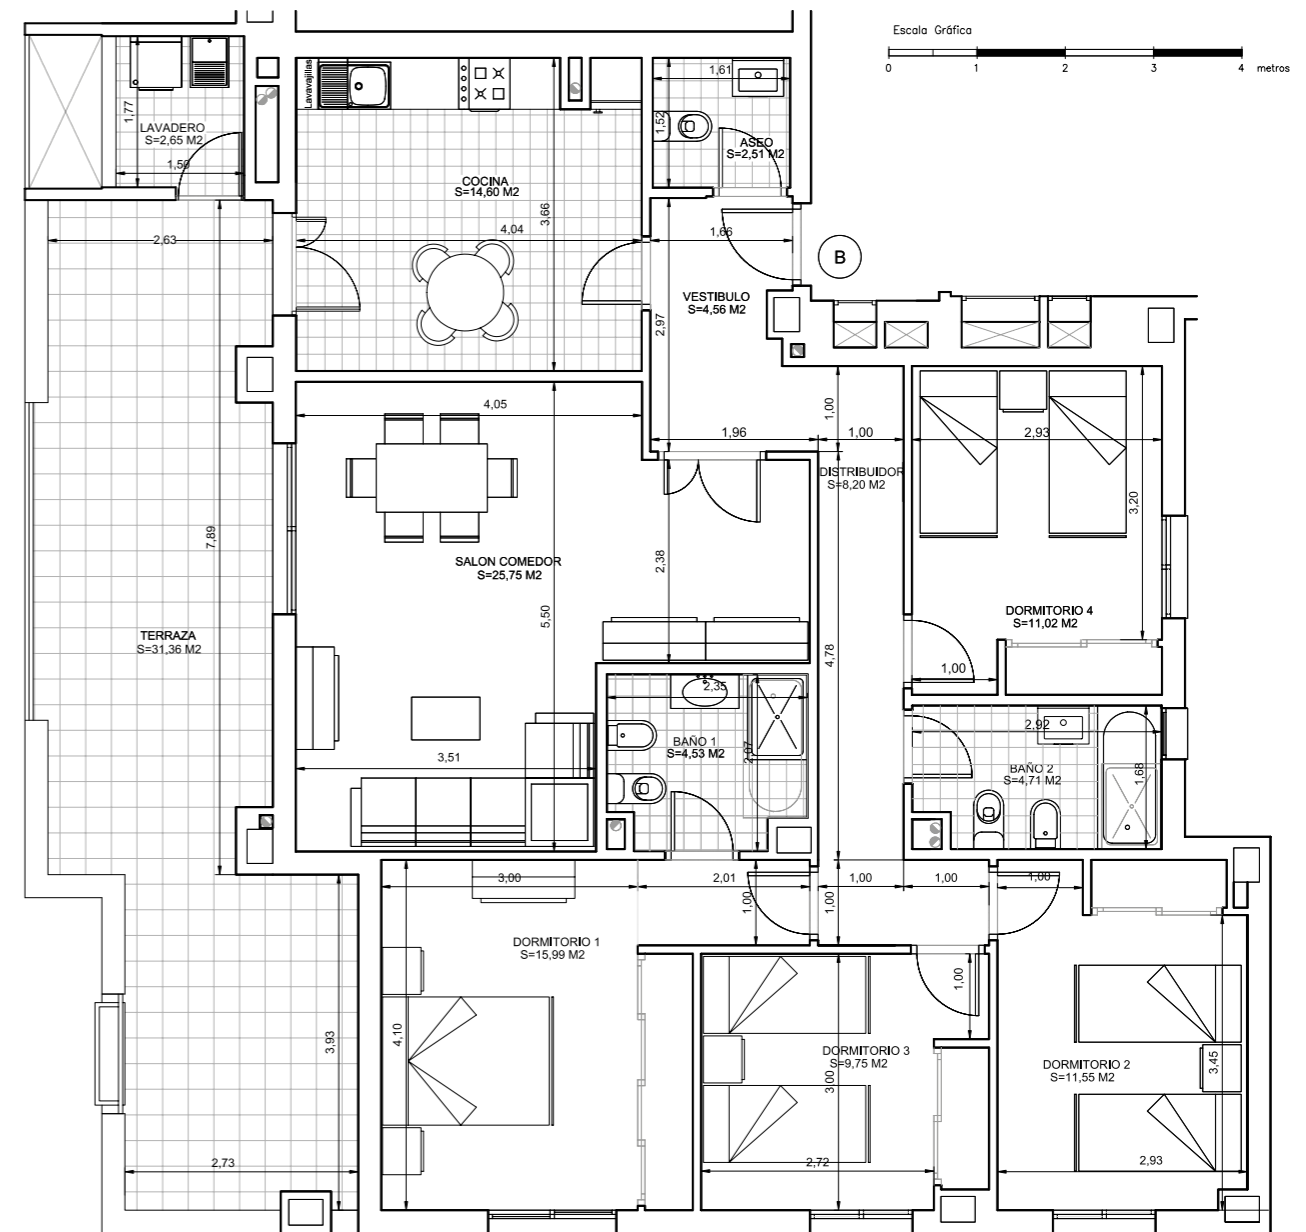 Escala Gráfica
0 1 2 3 4 metros
LAVADERO
S=2,65 M2
1,77
1,50
Lavavajillas
COCINA
S=14,60 M2
3,66
4,04
1,61
1,52
ASEO
S=2,51 M2
2,63
1,66
B
VESTIBULO
S=4,56 M2
2,97
4,05
1,96
1,00
1,00
2,93
DISTRIBUIDOR
S=8,20 M2
3,20
7,89
SALON COMEDOR
S=25,75 M2
2,38
5,50
DORMITORIO 4
S=11,02 M2
TERRAZA
S=31,36 M2
4,78
1,00
2,35
BAÑO 1
S=4,53 M2
2,07
3,51
2,92
BAÑO 2
S=4,71 M2
1,68
3,00
2,01
1,00
1,00
1,00
1,00
1,00
DORMITORIO 1
S=15,99 M2
1,00
3,93
4,10
DORMITORIO 3
S=9,75 M2
3,00
DORMITORIO 2
S=11,55 M2
3,45
2,73
2,72
2,93